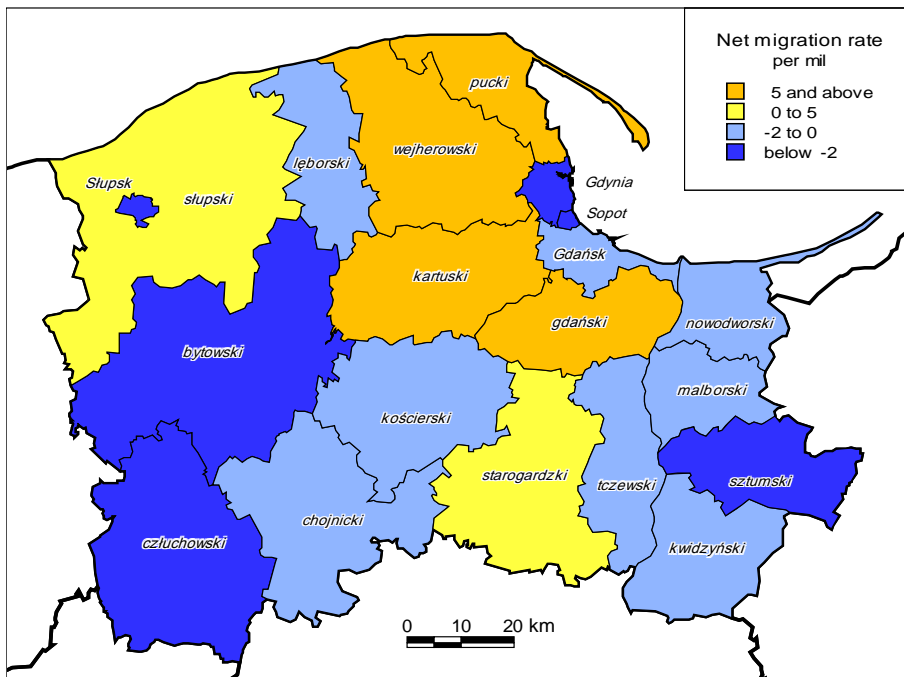 Net migration rate
per mil
5 and above
0 to 5
-2 to 0
below -2
pucki
wejherowski
lęborski
Słupsk
słupski
Gdynia
Sopot
Gdańsk
kartuski
gdański
nowodworski
bytowski
malborski
kościerski
starogardzki
tczewski
sztumski
chojnicki
człuchowski
kwidzyński
0 10 20 km